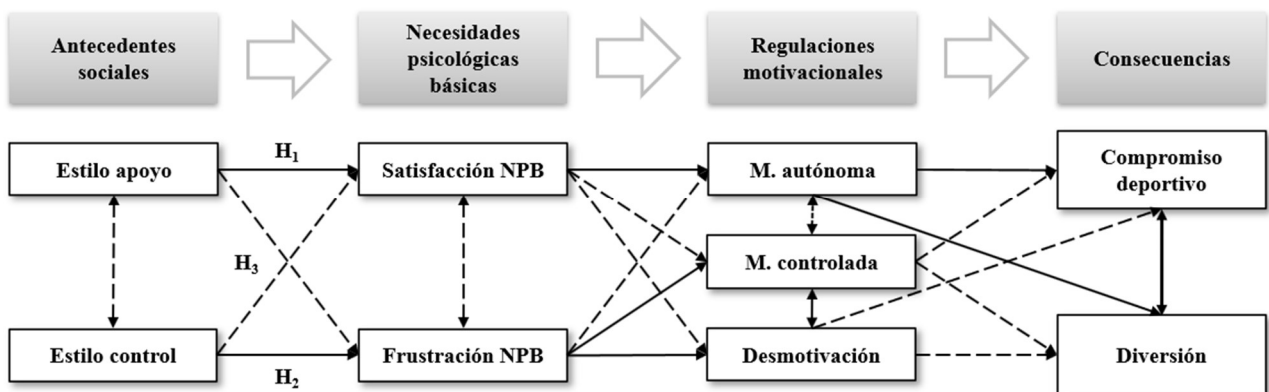 Antecedentes
sociales
Necesidades
psicológicas
básicas
Regulaciones
motivacionales
Consecuencias
Estilo apoyo
H1
Satisfacción NPB
M. autónoma
Compromiso
deportivo
H3
M. controlada
Estilo control
H2
Frustración NPB
Desmotivación
Diversión